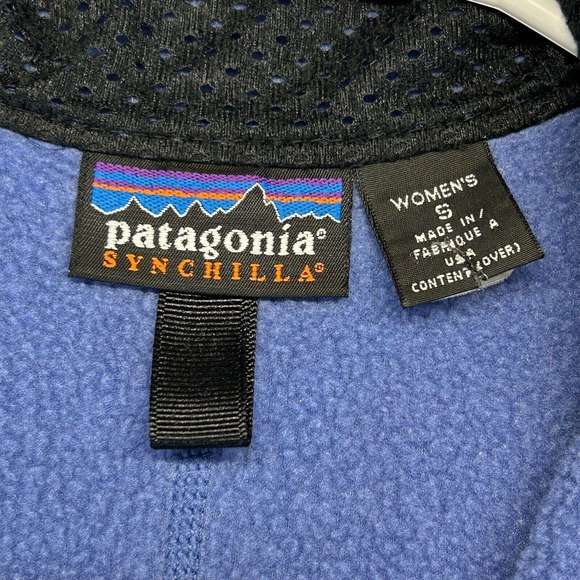 patagonia®
SYNCHILLA®
WOMEN'S
S
MADE IN/
FABRIQUE A
USA
CONTENT(OVER)